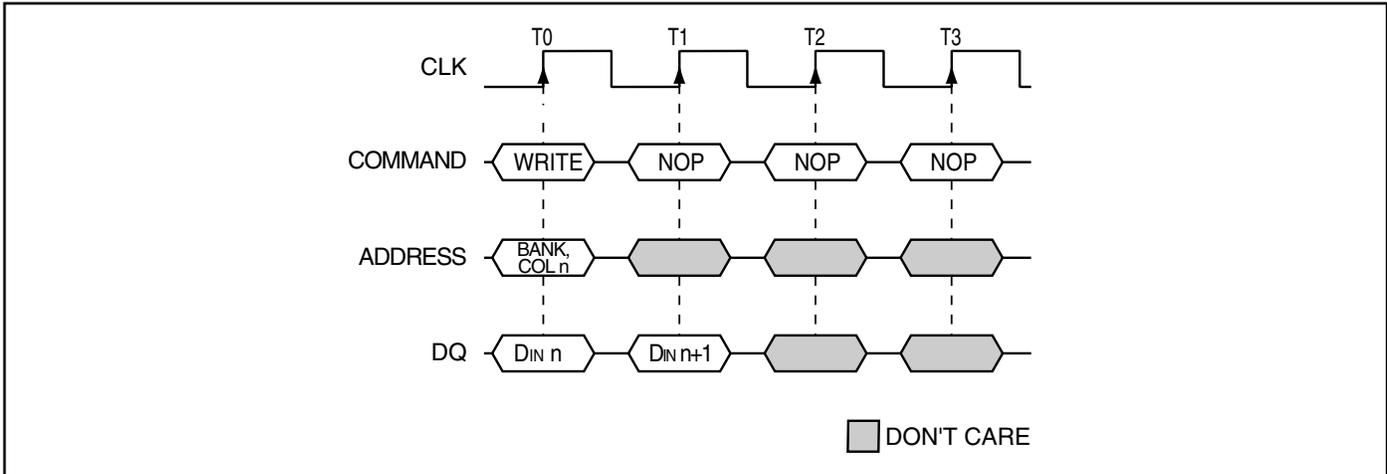 T0 T1 T2 T3
CLK
COMMAND WRITE NOP NOP NOP
ADDRESS BANK,
COL n
DQ DIN n DIN n+1
DON'T CARE